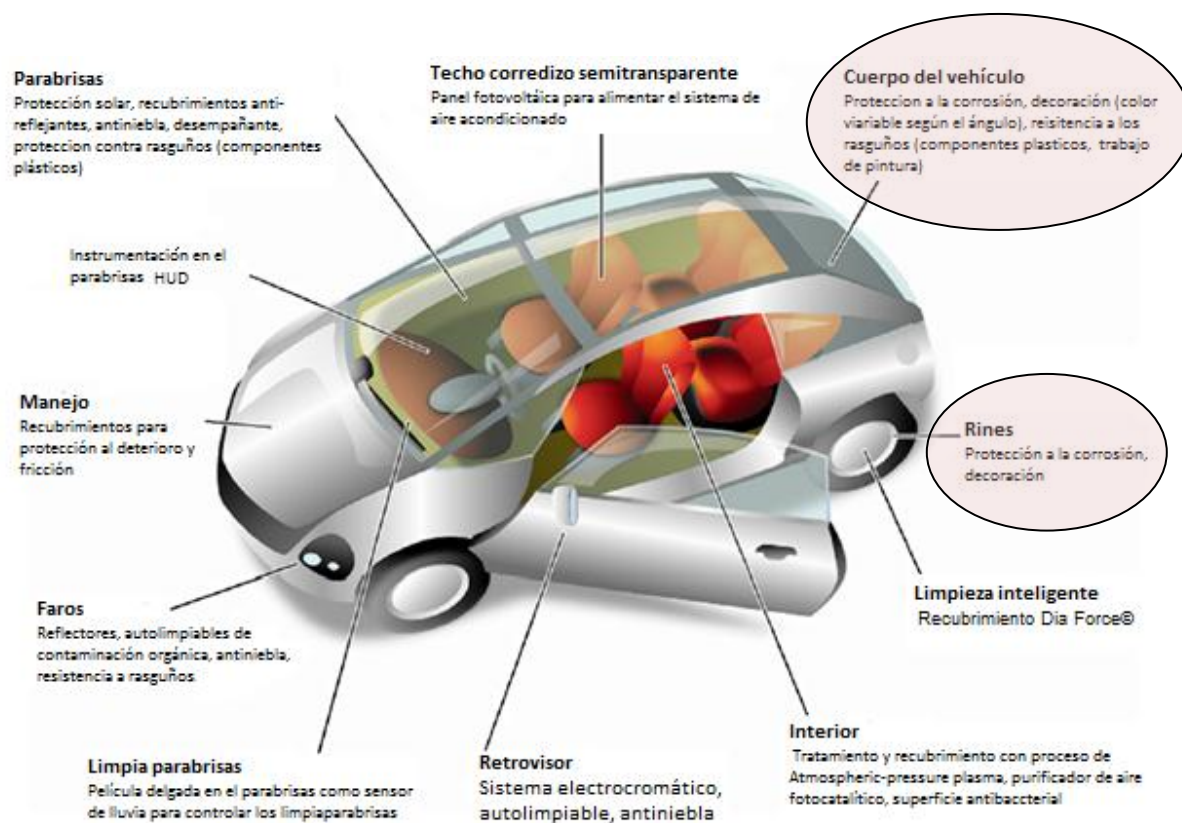 Parabrisas
Protección solar, recubrimientos anti-
reflejantes, antiniebla, desempañante,
proteccion contra rasguños (componentes
plásticos)
Techo corredizo semitransparente
Panel fotovoltáica para alimentar el sistema de
aire acondicionado
Cuerpo del vehículo
Proteccion a la corrosión, decoración (color
viariable según el ángulo), reisitencia a los
rasguños (componentes plasticos, trabajo
de pintura)
Instrumentación en el
parabrisas HUD
Manejo
Recubrimientos para
protección al deterioro y
fricción
Rines
Protección a la corrosión,
decoración
Faros
Reflectores, autolimpiables de
contaminación orgánica, antiniebla,
resistencia a rasguños
Limpieza inteligente
Recubrimiento Dia Force©
Limpia parabrisas
Película delgada en el parabrisas como sensor
de lluvia para controlar los limpiaparabrisas
Retrovisor
Sistema electrocromático,
autolimpiable, antiniebla
Interior
Tratamiento y recubrimiento con proceso de
Atmospheric-pressure plasma, purificador de aire
fotocatalítico, superficie antibaccterial